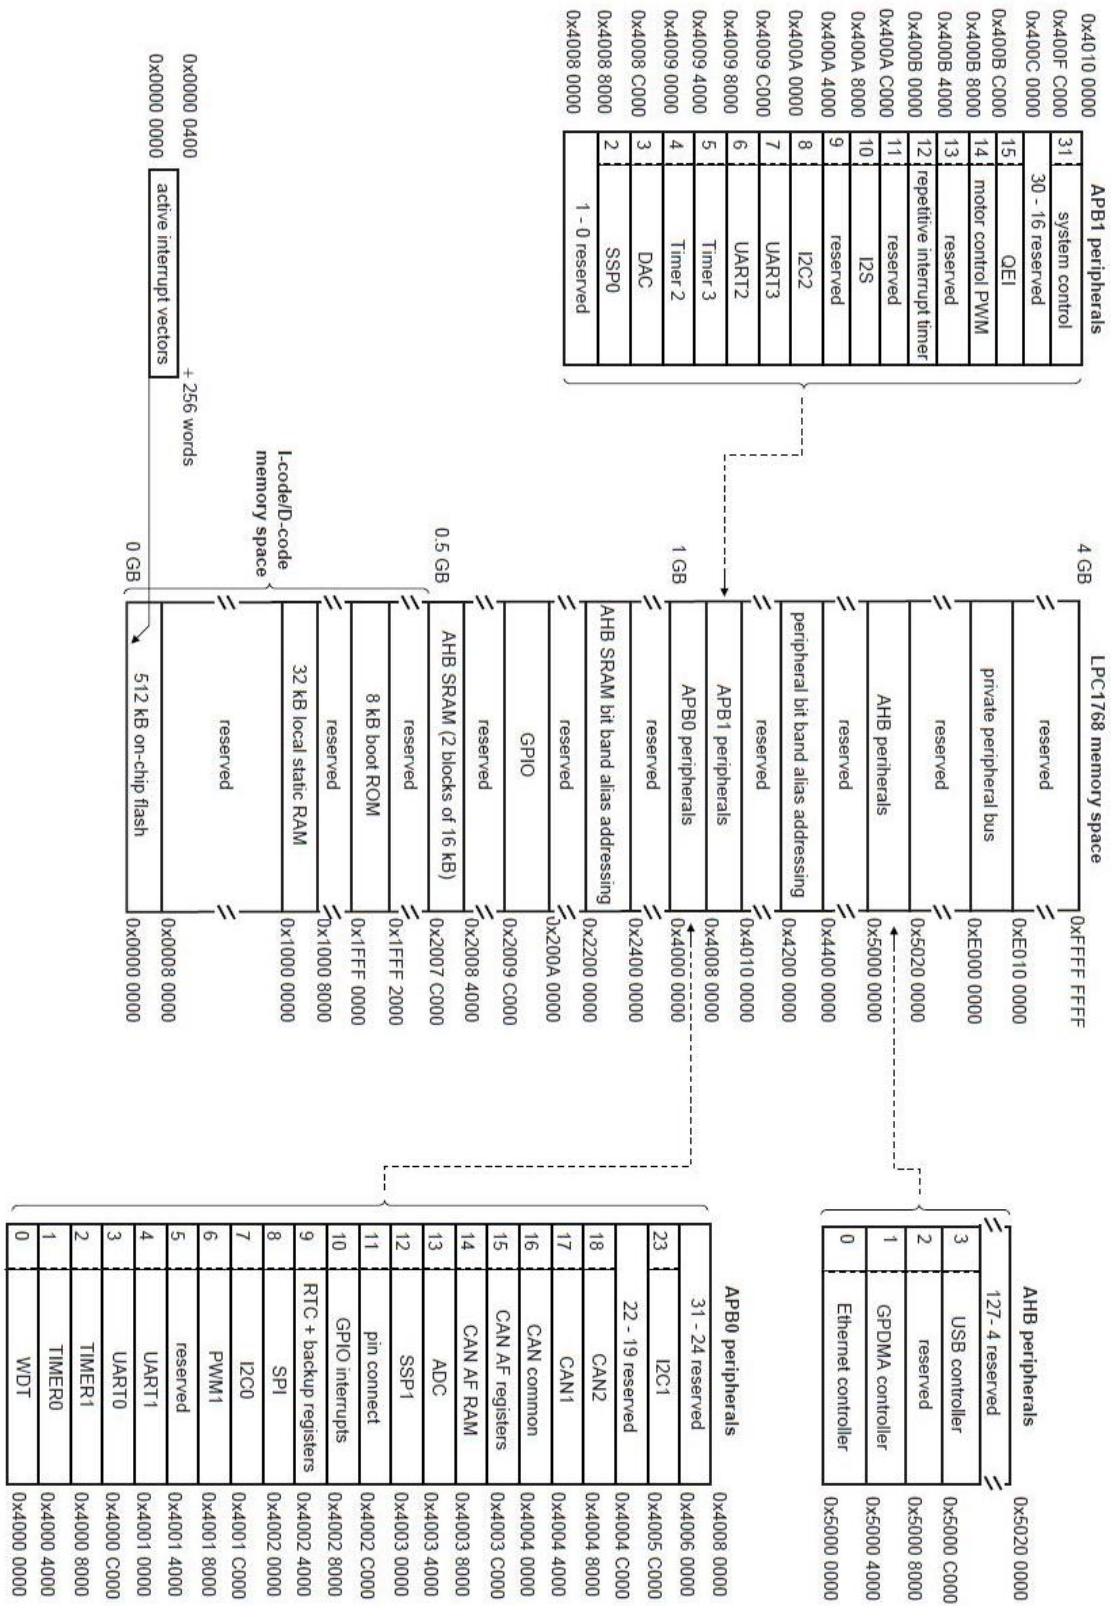 APB1 peripherals
0x4010 0000
31 system control
0x400F C000
30 - 16 reserved
0x400C 0000
15 QEI
0x400B C000
14 motor control PWM
0x400B 8000
13 reserved
0x400B 4000
12 repetitive interrupt timer
0x400B 0000
11 reserved
0x400A C000
10 I2S
0x400A 8000
9 reserved
0x400A 4000
8 I2C2
0x400A 0000
7 UART3
0x4009 C000
6 UART2
0x4009 8000
5 Timer 3
0x4009 4000
4 Timer 2
0x4009 0000
3 DAC
0x4008 C000
2 SSP0
0x4008 8000
1 - 0 reserved
0x4008 0000
0x0000 0400
+ 256 words
active interrupt vectors
0x0000 0000
LPC1768 memory space
4 GB
0xFFFF FFFF
reserved
0xE010 0000
private peripheral bus
0xE000 0000
reserved
0x5020 0000
AHB periherals
0x5000 0000
reserved
0x4400 0000
peripheral bit band alias addressing
0x4200 0000
reserved
0x4010 0000
APB1 peripherals
0x4008 0000
APB0 peripherals
1 GB
0x4000 0000
reserved
0x2400 0000
AHB SRAM bit band alias addressing
0x2200 0000
reserved
0x200A 0000
GPIO
0x2009 C000
reserved
0x2008 4000
AHB SRAM (2 blocks of 16 kB)
0.5 GB
0x2007 C000
reserved
0x1FFF 2000
8 kB boot ROM
0x1FFF 0000
reserved
0x1000 8000
32 kB local static RAM
0x1000 0000
I-code/D-code
memory space
reserved
0x0008 0000
512 kB on-chip flash
0 GB
0x0000 0000
AHB peripherals
0x5020 0000
127- 4 reserved
3 USB controller
0x5000 C000
2 reserved
0x5000 8000
1 GPDMA controller
0x5000 4000
0 Ethernet controller
0x5000 0000
APB0 peripherals
0x4008 0000
31 - 24 reserved
0x4006 0000
23 I2C1
0x4005 C000
22 - 19 reserved
0x4004 C000
18 CAN2
0x4004 8000
17 CAN1
0x4004 4000
16 CAN common
0x4004 0000
15 CAN AF registers
0x4003 C000
14 CAN AF RAM
0x4003 8000
13 ADC
0x4003 4000
12 SSP1
0x4003 0000
11 pin connect
0x4002 C000
10 GPIO interrupts
0x4002 8000
9 RTC + backup registers
0x4002 4000
8 SPI
0x4002 0000
7 I2C0
0x4001 C000
6 PWM1
0x4001 8000
5 reserved
0x4001 4000
4 UART1
0x4001 0000
3 UART0
0x4000 C000
2 TIMER1
0x4000 8000
1 TIMER0
0x4000 4000
0 WDT
0x4000 0000